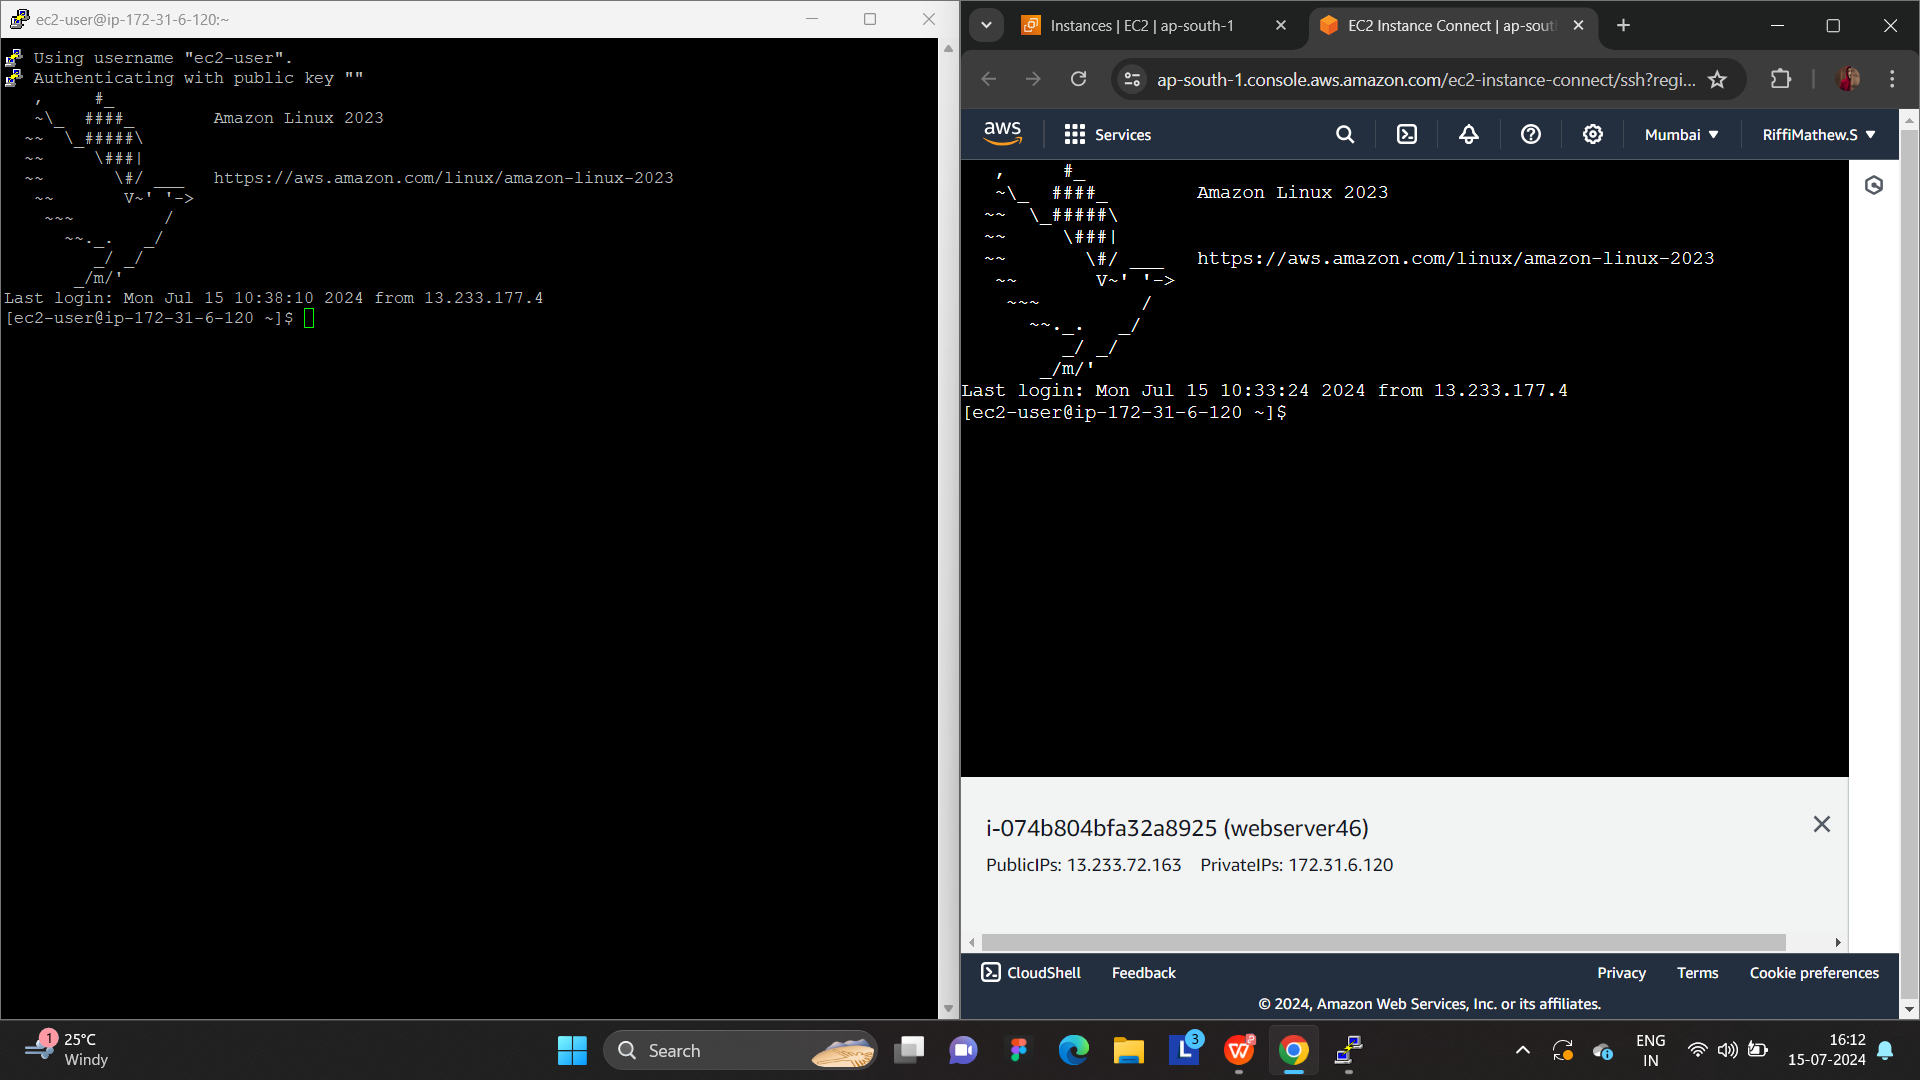 ec2-user@ip-172-31-6-120:~
Using username "ec2-user".
Authenticating with public key ""
   ,     #_
   ~\_  ####_        Amazon Linux 2023
  ~~  \_#####\
  ~~     \###|
  ~~       \#/ ___   https://aws.amazon.com/linux/amazon-linux-2023
   ~~       V~' '->
    ~~~         /
      ~~._.   _/
         _/ _/
       _/m/'
Last login: Mon Jul 15 10:38:10 2024 from 13.233.177.4
[ec2-user@ip-172-31-6-120 ~]$
Instances | EC2 | ap-south-1
EC2 Instance Connect | ap-sout
ap-south-1.console.aws.amazon.com/ec2-instance-connect/ssh?regi...
aws
Services
Mumbai
RiffiMathew.S
   ,     #_
   ~\_  ####_        Amazon Linux 2023
  ~~  \_#####\
  ~~     \###|
  ~~       \#/ ___   https://aws.amazon.com/linux/amazon-linux-2023
   ~~       V~' '->
    ~~~         /
      ~~._.   _/
         _/ _/
       _/m/'
Last login: Mon Jul 15 10:33:24 2024 from 13.233.177.4
[ec2-user@ip-172-31-6-120 ~]$
i-074b804bfa32a8925 (webserver46)
PublicIPs: 13.233.72.163 PrivateIPs: 172.31.6.120
CloudShell Feedback Privacy Terms Cookie preferences
© 2024, Amazon Web Services, Inc. or its affiliates.
1
25°C
Windy
Search
L
3
W
ENG
IN
16:12
15-07-2024